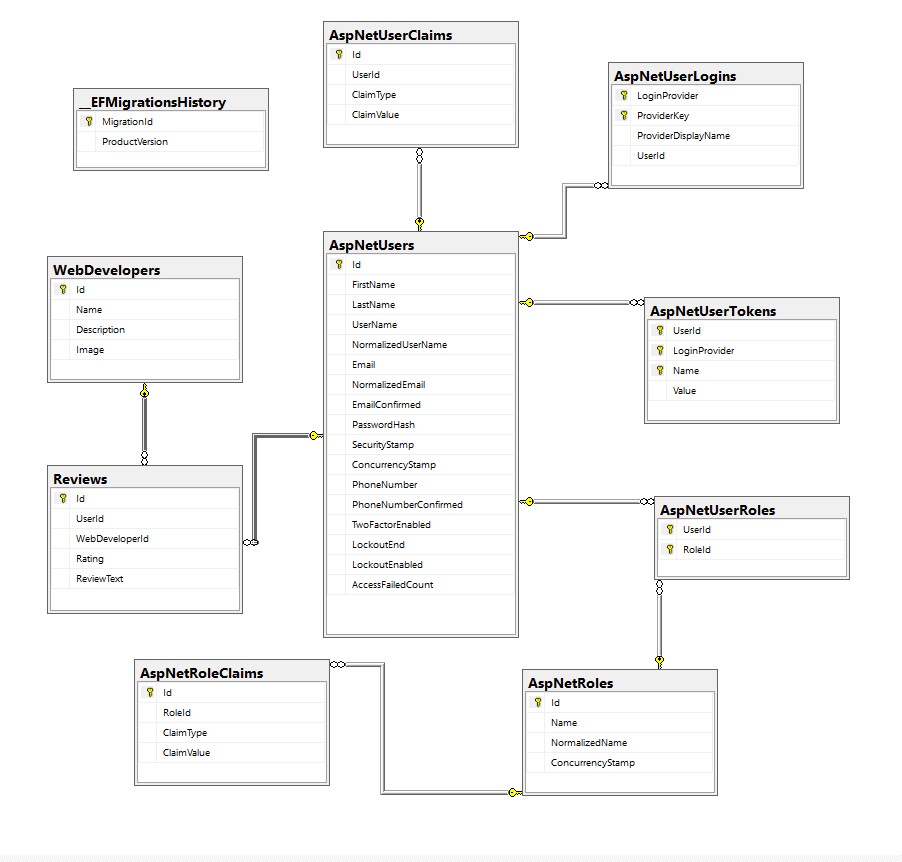 AspNetUserClaims
Id
UserId
ClaimType
ClaimValue
AspNetUserLogins
LoginProvider
ProviderKey
ProviderDisplayName
UserId
__EFMigrationsHistory
MigrationId
ProductVersion
AspNetUsers
Id
FirstName
LastName
UserName
NormalizedUserName
Email
NormalizedEmail
EmailConfirmed
PasswordHash
SecurityStamp
ConcurrencyStamp
PhoneNumber
PhoneNumberConfirmed
TwoFactorEnabled
LockoutEnd
LockoutEnabled
AccessFailedCount
WebDevelopers
Id
Name
Description
Image
AspNetUserTokens
UserId
LoginProvider
Name
Value
Reviews
Id
UserId
WebDeveloperId
Rating
ReviewText
AspNetUserRoles
UserId
RoleId
AspNetRoleClaims
Id
RoleId
ClaimType
ClaimValue
AspNetRoles
Id
Name
NormalizedName
ConcurrencyStamp